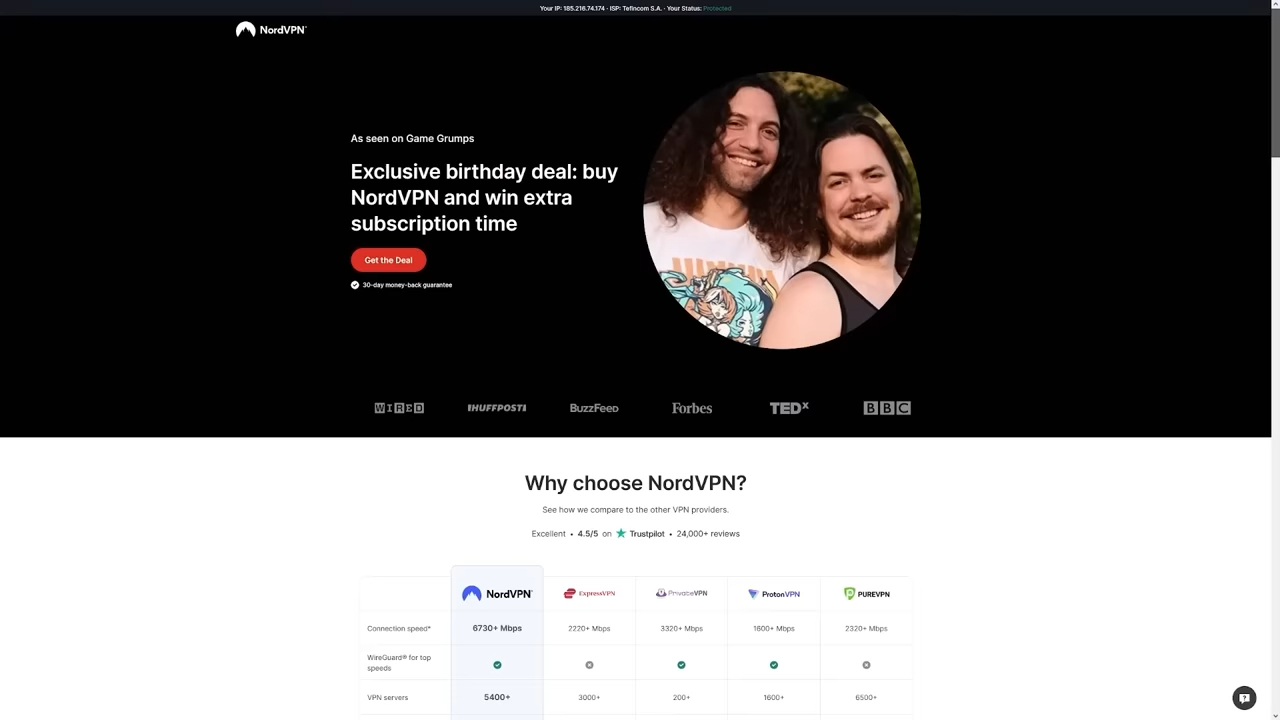 Your IP: 185.216.74.174 · ISP: Tefincom S.A. · Your Status: Protected
NordVPN®
As seen on Game Grumps
Exclusive birthday deal: buy
NordVPN and win extra
subscription time
Get the Deal
30-day money-back guarantee
WIRED
IHUFFPOSTI
BuzzFeed
Forbes
TEDx
BBC
Why choose NordVPN?
See how we compare to the other VPN providers.
Excellent • 4.5/5 on Trustpilot • 24,000+ reviews
NordVPN® ExpressVPN PrivateVPN ProtonVPN PUREVPN
Connection speed* 6730+ Mbps 2220+ Mbps 3320+ Mbps 1600+ Mbps 2320+ Mbps
WireGuard® for top
speeds
VPN servers 5400+ 3000+ 200+ 1600+ 6500+